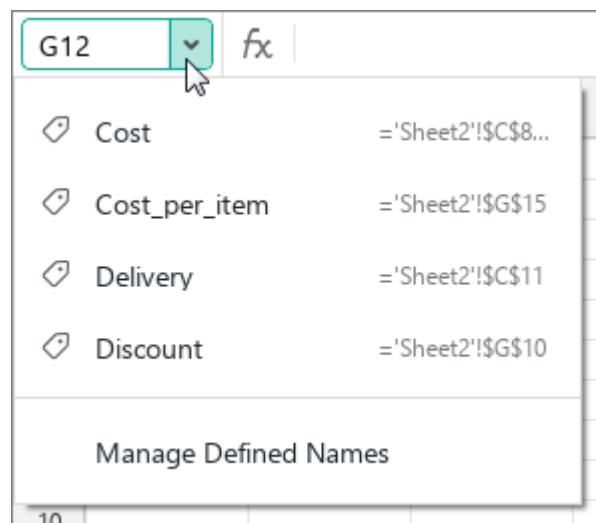 G12 fx
Cost ='Sheet2'!$C$8...
Cost_per_item ='Sheet2'!$G$15
Delivery ='Sheet2'!$C$11
Discount ='Sheet2'!$G$10
Manage Defined Names
10